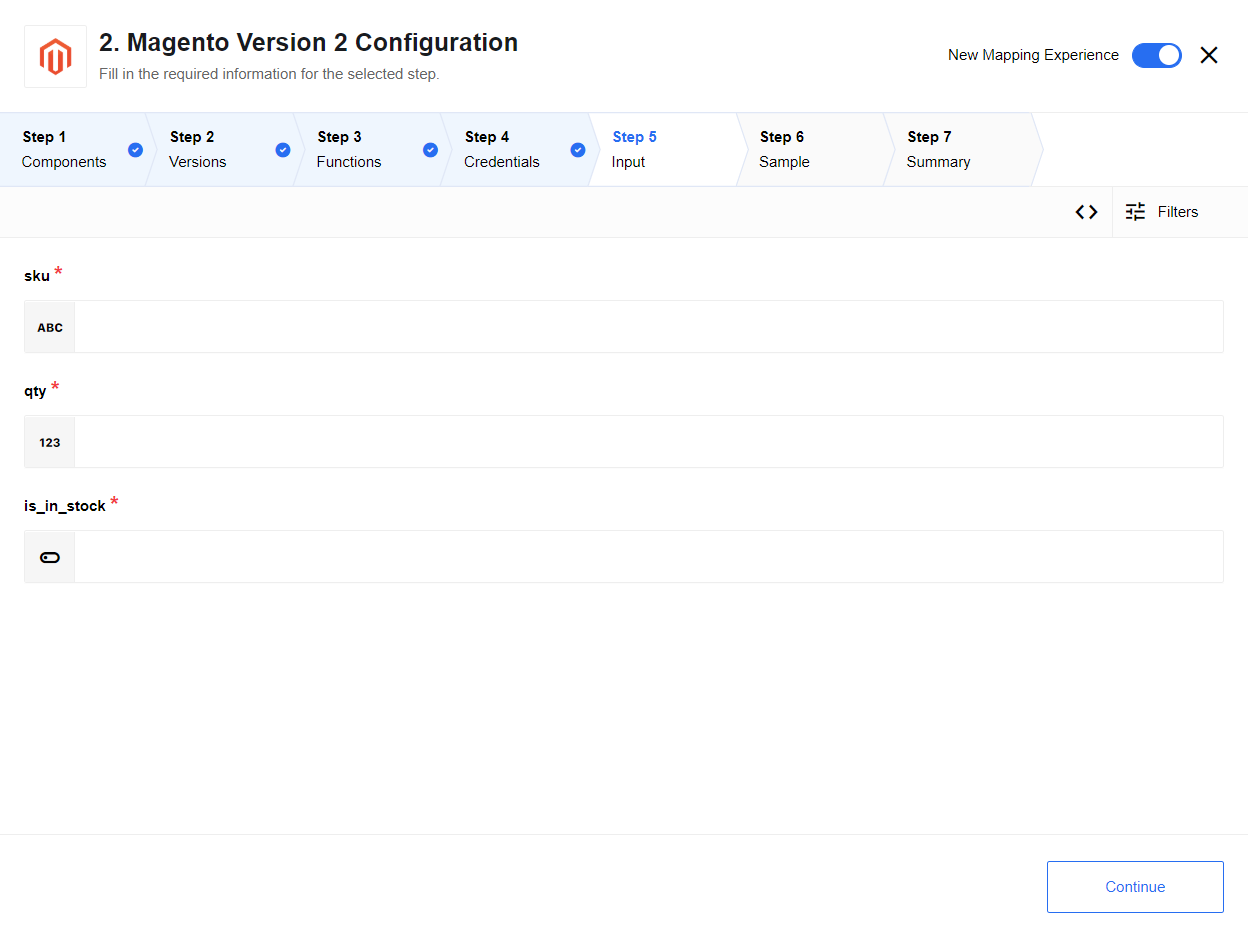 2. Magento Version 2 Configuration
Fill in the required information for the selected step.
New Mapping Experience
Step 1
Components
Step 2
Versions
Step 3
Functions
Step 4
Credentials
Step 5
Input
Step 6
Sample
Step 7
Summary
Filters
sku *
ABC
qty *
123
is_in_stock *
Continue